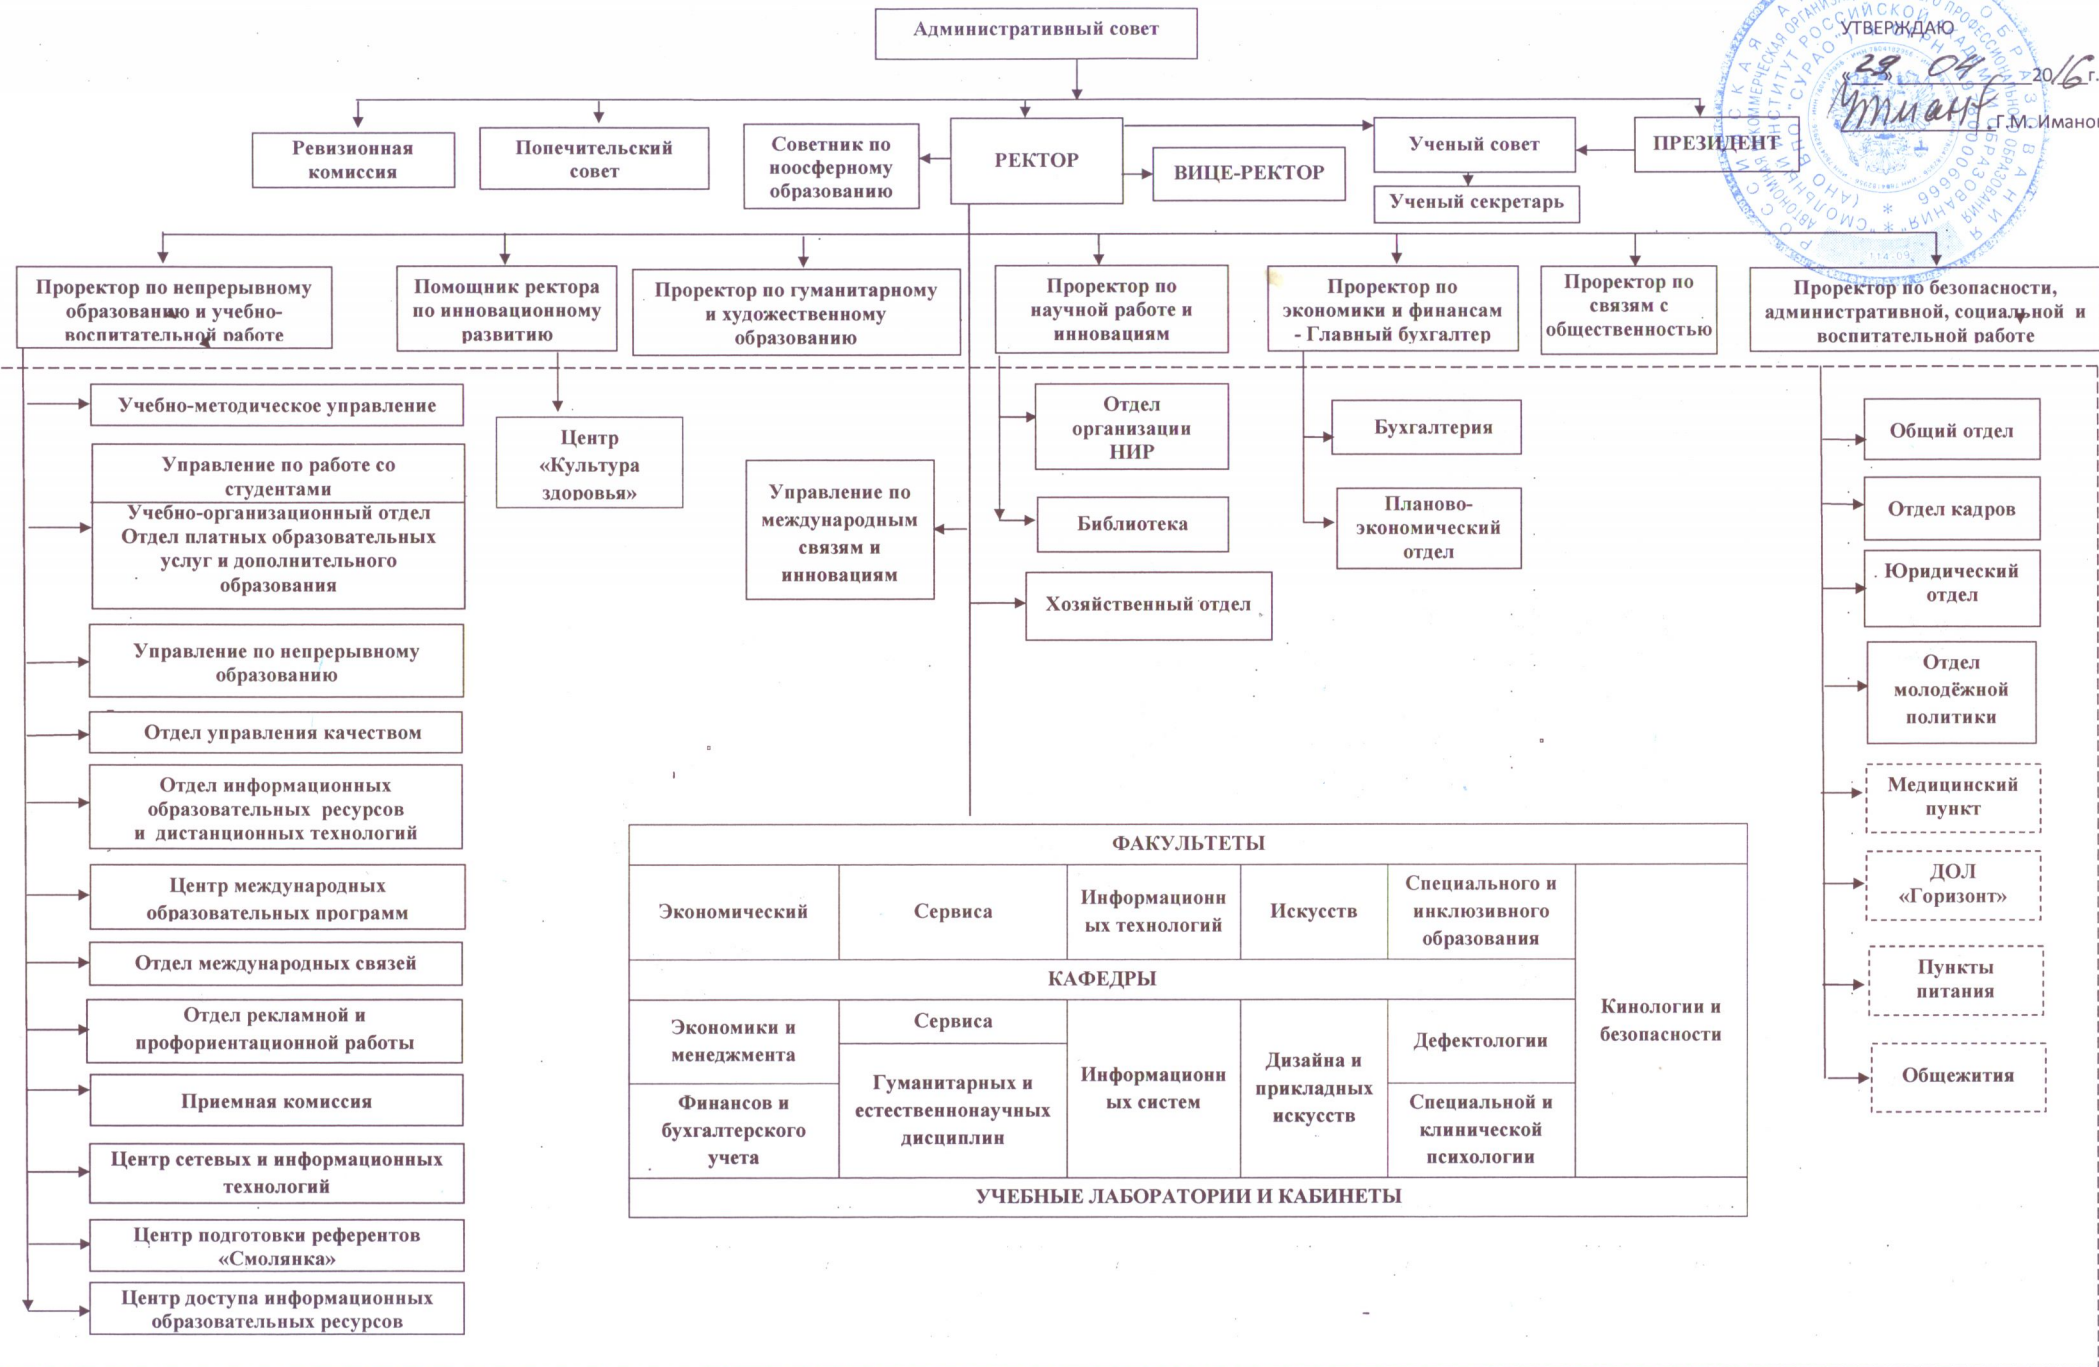 Административный совет
УТВЕРЖДАЮ
«29» 04 2016 г.
Г.М. Иманов
Ревизионная
комиссия
Попечительский
совет
Советник по
ноосферному
образованию
РЕКТОР
ВИЦЕ-РЕКТОР
Ученый совет
Ученый секретарь
ПРЕЗИДЕНТ
114-09
Проректор по непрерывному
образованию и учебно-
воспитательной работе
Помощник ректора
по инновационному
развитию
Проректор по гуманитарному
и художественному
образованию
Проректор по
научной работе и
инновациям
Проректор по
экономики и финансам
- Главный бухгалтер
Проректор по
связям с
общественностью
Проректор по безопасности,
административной, социальной и
воспитательной работе
Учебно-методическое управление
Управление по работе со
студентами
Учебно-организационный отдел
Отдел платных образовательных
услуг и дополнительного
образования
Управление по непрерывному
образованию
Отдел управления качеством
Отдел информационных
образовательных ресурсов
и дистанционных технологий
Центр международных
образовательных программ
Отдел международных связей
Отдел рекламной и
профориентационной работы
Приемная комиссия
Центр сетевых и информационных
технологий
Центр подготовки референтов
«Смолянка»
Центр доступа информационных
образовательных ресурсов
Центр
«Культура
здоровья»
Управление по
международным
связям и
инновациям
Отдел
организации
НИР
Библиотека
Хозяйственный отдел
Бухгалтерия
Планово-
экономический
отдел
Общий отдел
Отдел кадров
Юридический
отдел
Отдел
молодёжной
политики
Медицинский
пункт
ДОЛ
«Горизонт»
Пункты
питания
Общежития
ФАКУЛЬТЕТЫ
Экономический
Сервиса
Информационн
ых технологий
Искусств
Специального и
инклюзивного
образования
Кинологии и
безопасности
КАФЕДРЫ
Экономики и
менеджмента
Финансов и
бухгалтерского
учета
Сервиса
Гуманитарных и
естественнонаучных
дисциплин
Информационн
ых систем
Дизайна и
прикладных
искусств
Дефектологии
Специальной и
клинической
психологии
УЧЕБНЫЕ ЛАБОРАТОРИИ И КАБИНЕТЫ